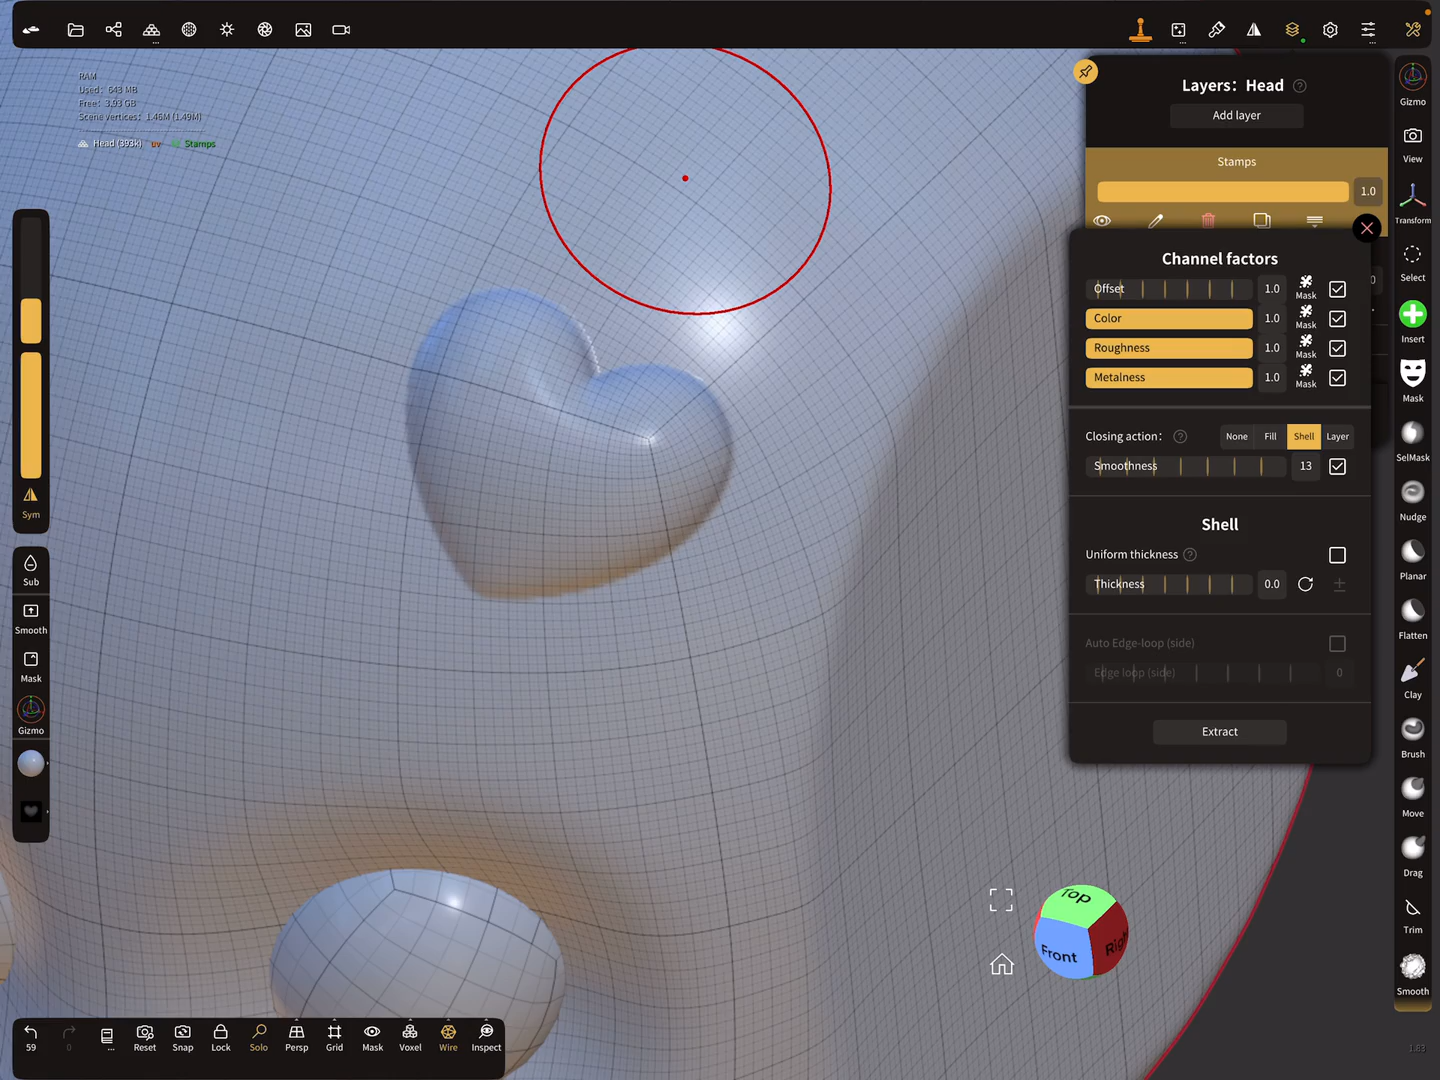 RAM
Used: 643 MB
Free: 3.93 GB
Scene vertices: 1.46M (1.49M)
Head (393k) uv Stamps
Layers: Head
Add layer
Stamps
1.0
Channel factors
Offset 1.0 Mask
Color 1.0 Mask
Roughness 1.0 Mask
Metalness 1.0 Mask
Closing action: None Fill Shell Layer
Smoothness 13
Shell
Uniform thickness
Thickness 0.0
Auto Edge-loop (side)
Edge loop (side) 0
Extract
Sym
Sub
Smooth
Mask
Gizmo
Gizmo
View
Transform
Select
Insert
Mask
SelMask
Nudge
Planar
Flatten
Clay
Brush
Move
Drag
Trim
Smooth
Top
Front
Right
59 0 ... Reset Snap Lock Solo Persp Grid Mask Voxel Wire Inspect
1.83